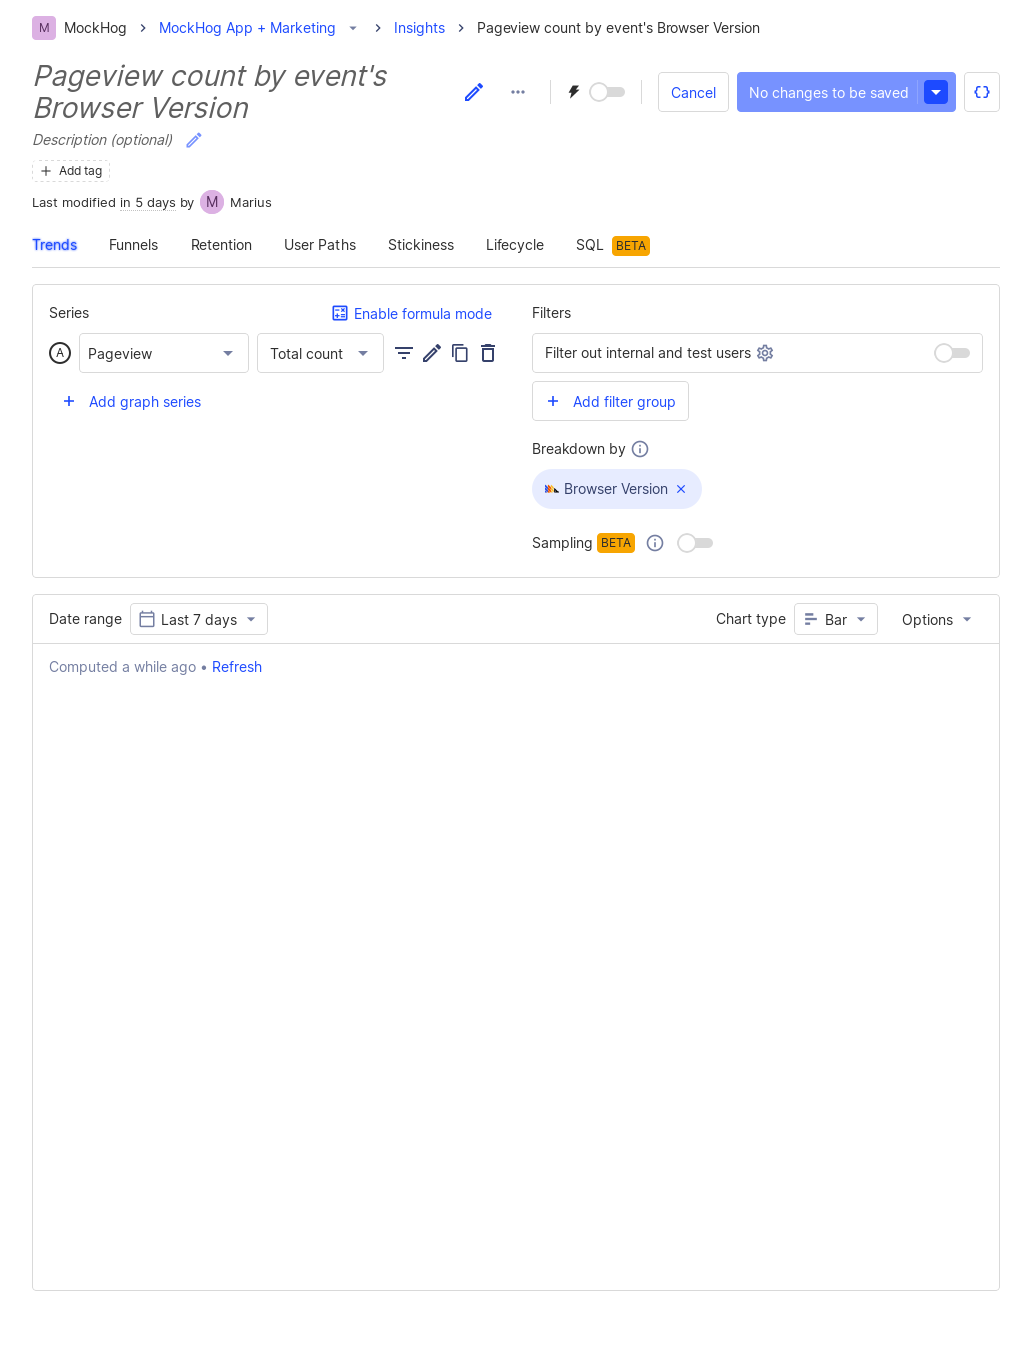 M MockHog MockHog App + Marketing Insights Pageview count by event's Browser Version
Pageview count by event's
Browser Version
Cancel No changes to be saved
Description (optional)
Add tag
Last modified in 5 days by M Marius
Trends Funnels Retention User Paths Stickiness Lifecycle SQL BETA
Series Enable formula mode
A Pageview Total count
+ Add graph series
Filters
Filter out internal and test users
+ Add filter group
Breakdown by
Browser Version ×
Sampling BETA
Date range Last 7 days Chart type Bar Options
Computed a while ago • Refresh